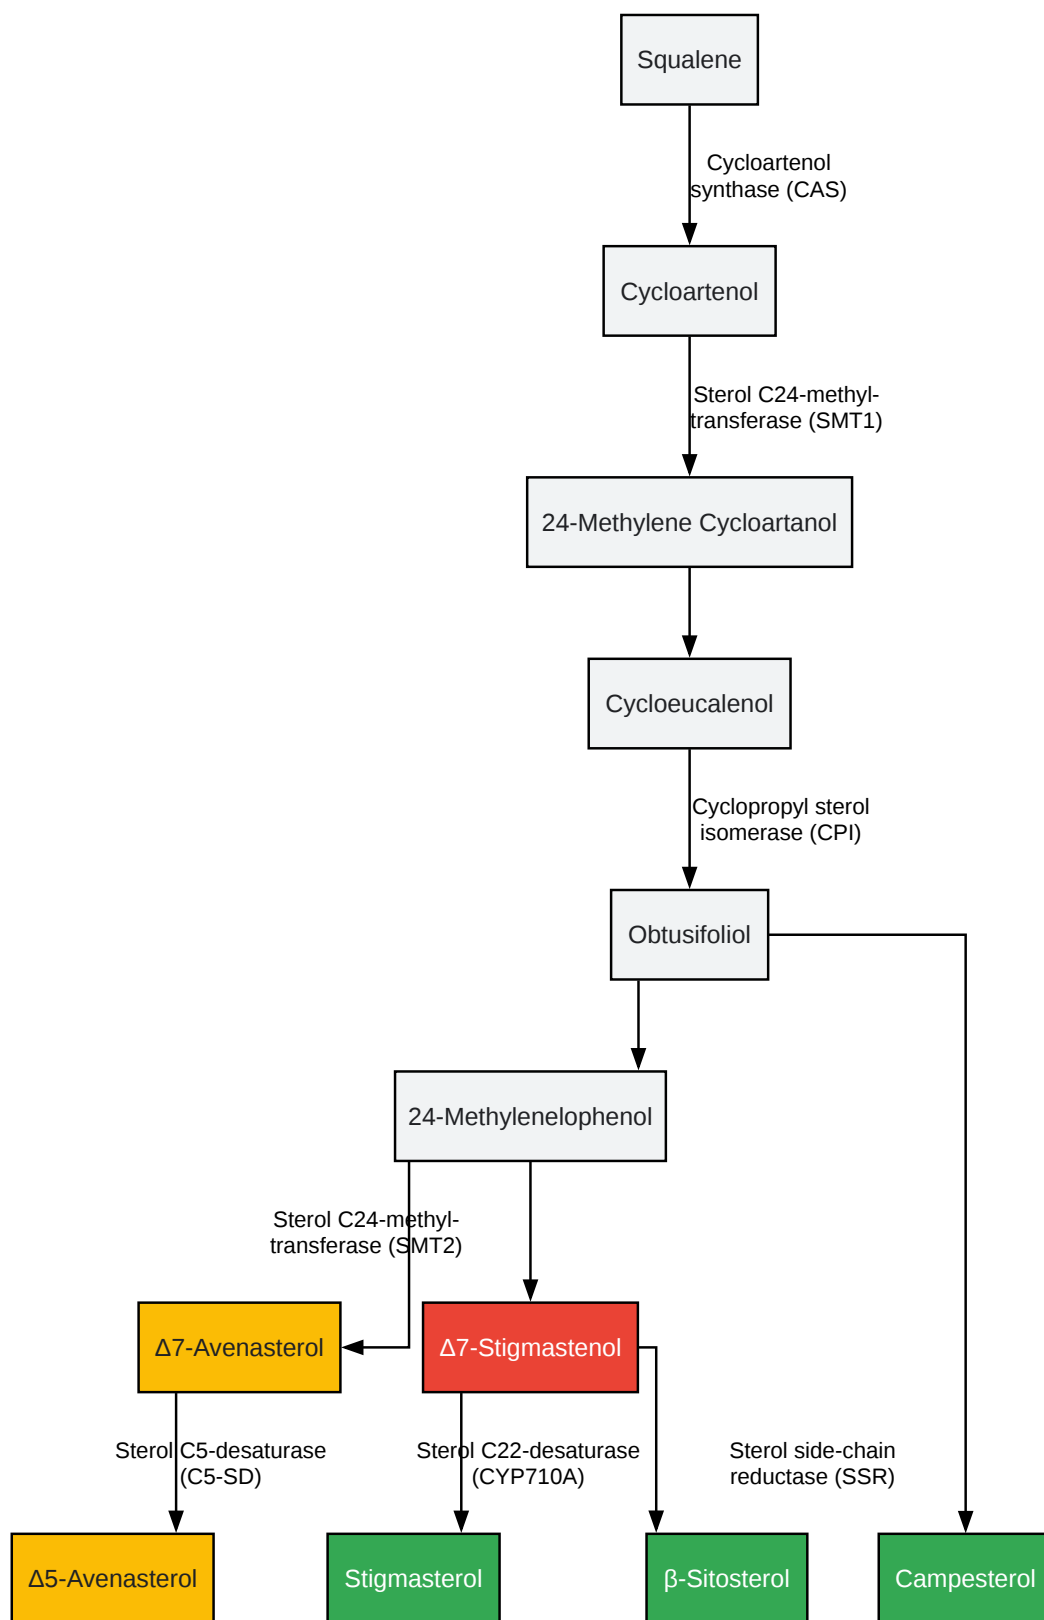 Squalene
Cycloartenol
synthase (CAS)
Cycloartenol
Sterol C24-methyl-
transferase (SMT1)
24-Methylene Cycloartanol
Cycloeucalenol
Cyclopropyl sterol
isomerase (CPI)
Obtusifoliol
24-Methylenelophenol
Sterol C24-methyl-
transferase (SMT2)
Δ7-Avenasterol
Δ7-Stigmastenol
Sterol C5-desaturase
(C5-SD)
Sterol C22-desaturase
(CYP710A)
Sterol side-chain
reductase (SSR)
Δ5-Avenasterol
Stigmasterol
β-Sitosterol
Campesterol